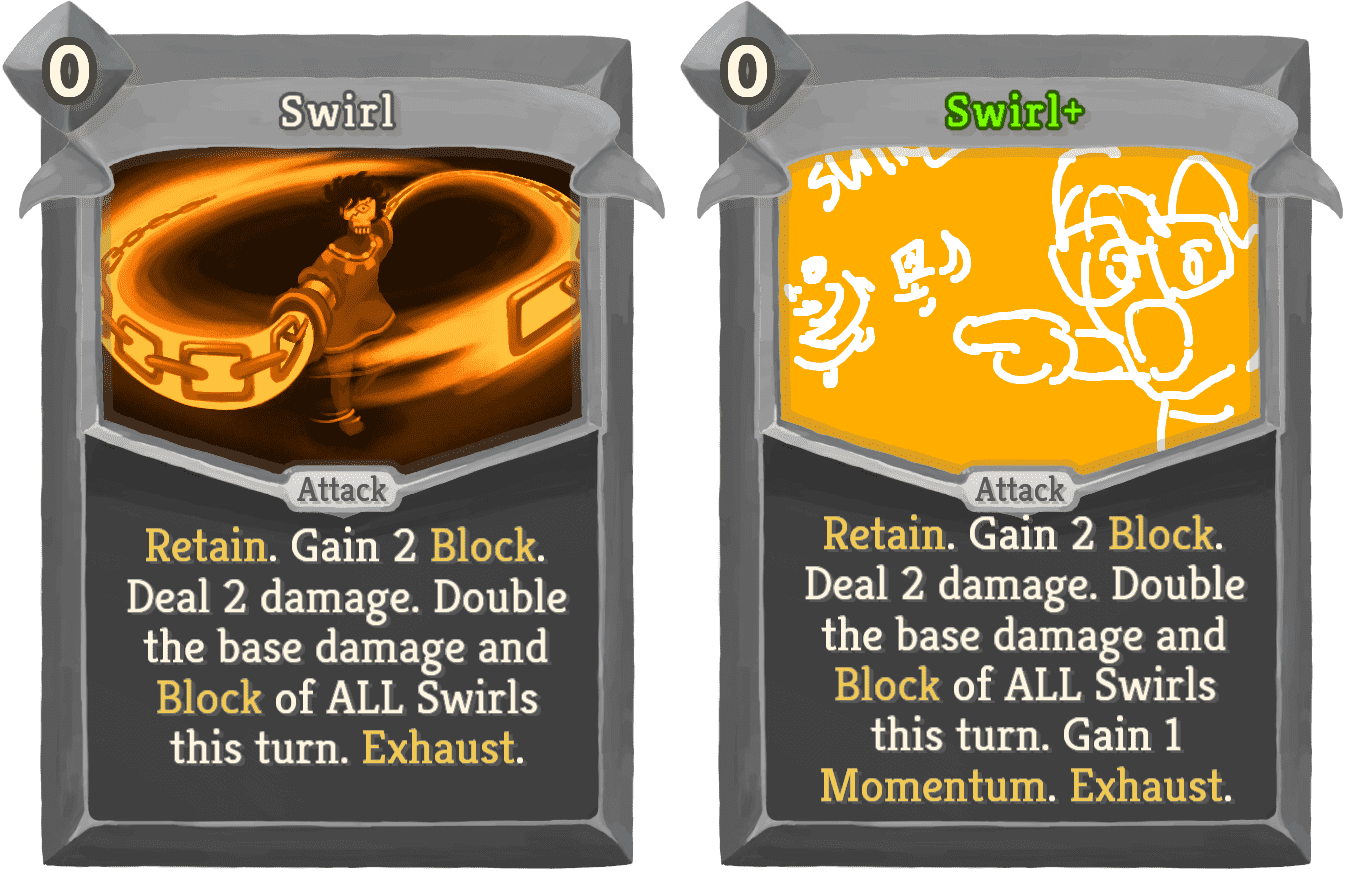 0
Swirl
Attack
Retain. Gain 2 Block.
Deal 2 damage. Double
the base damage and
Block of ALL Swirls
this turn. Exhaust.
0
Swirl+
Attack
Retain. Gain 2 Block.
Deal 2 damage. Double
the base damage and
Block of ALL Swirls
this turn. Gain 1
Momentum. Exhaust.